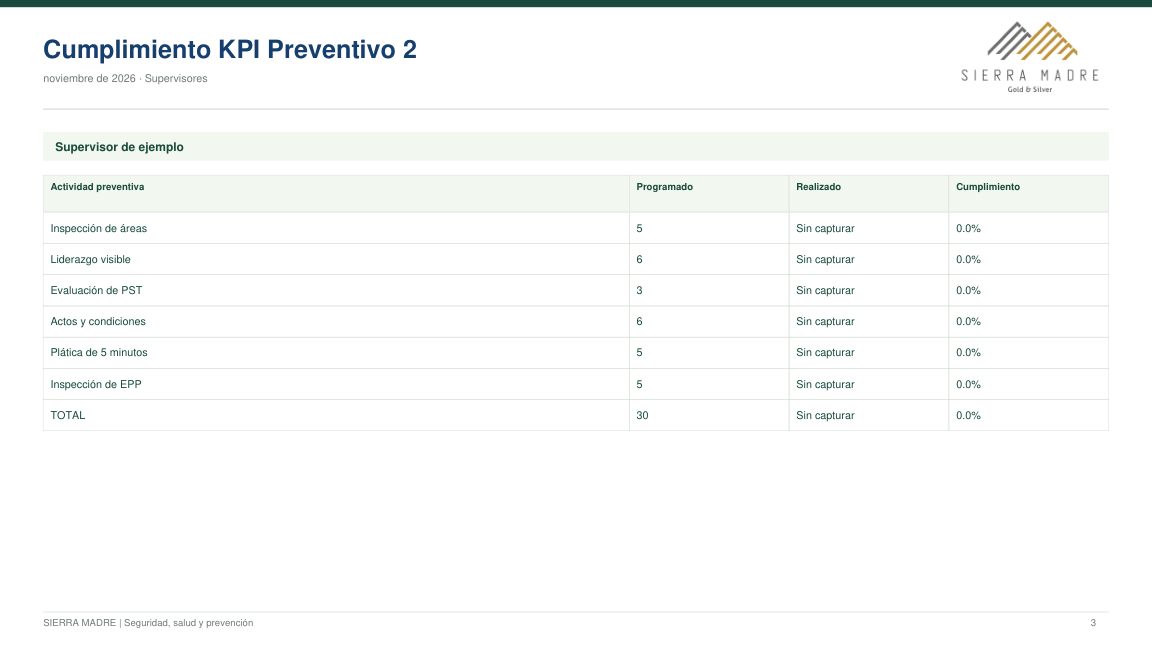 Cumplimiento KPI Preventivo 2
noviembre de 2026 · Supervisores
SIERRA MADRE
Gold & Silver
Supervisor de ejemplo
Actividad preventiva Programado Realizado Cumplimiento
Inspección de áreas 5 Sin capturar 0.0%
Liderazgo visible 6 Sin capturar 0.0%
Evaluación de PST 3 Sin capturar 0.0%
Actos y condiciones 6 Sin capturar 0.0%
Plática de 5 minutos 5 Sin capturar 0.0%
Inspección de EPP 5 Sin capturar 0.0%
TOTAL 30 Sin capturar 0.0%
SIERRA MADRE | Seguridad, salud y prevención 3